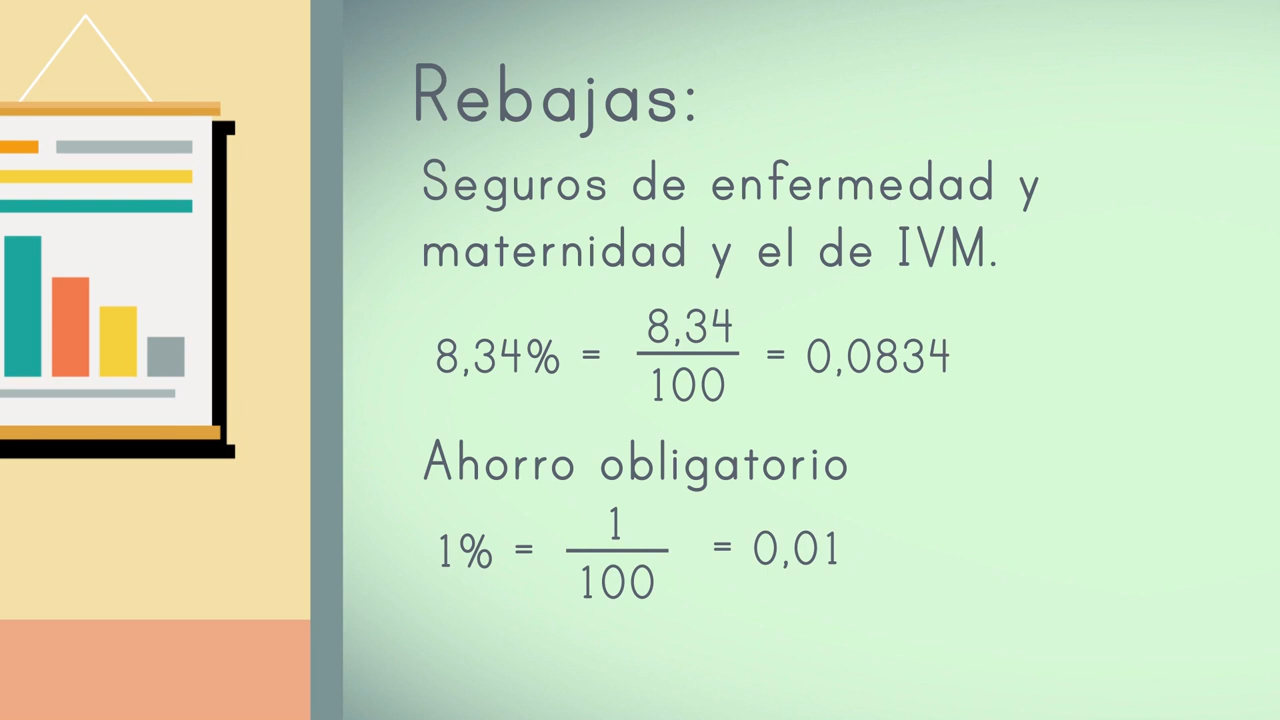 Rebajas:
Seguros de enfermedad y
maternidad y el de IVM.
8,34% = 8,34/100 = 0,0834
Ahorro obligatorio
1% = 1/100 = 0,01